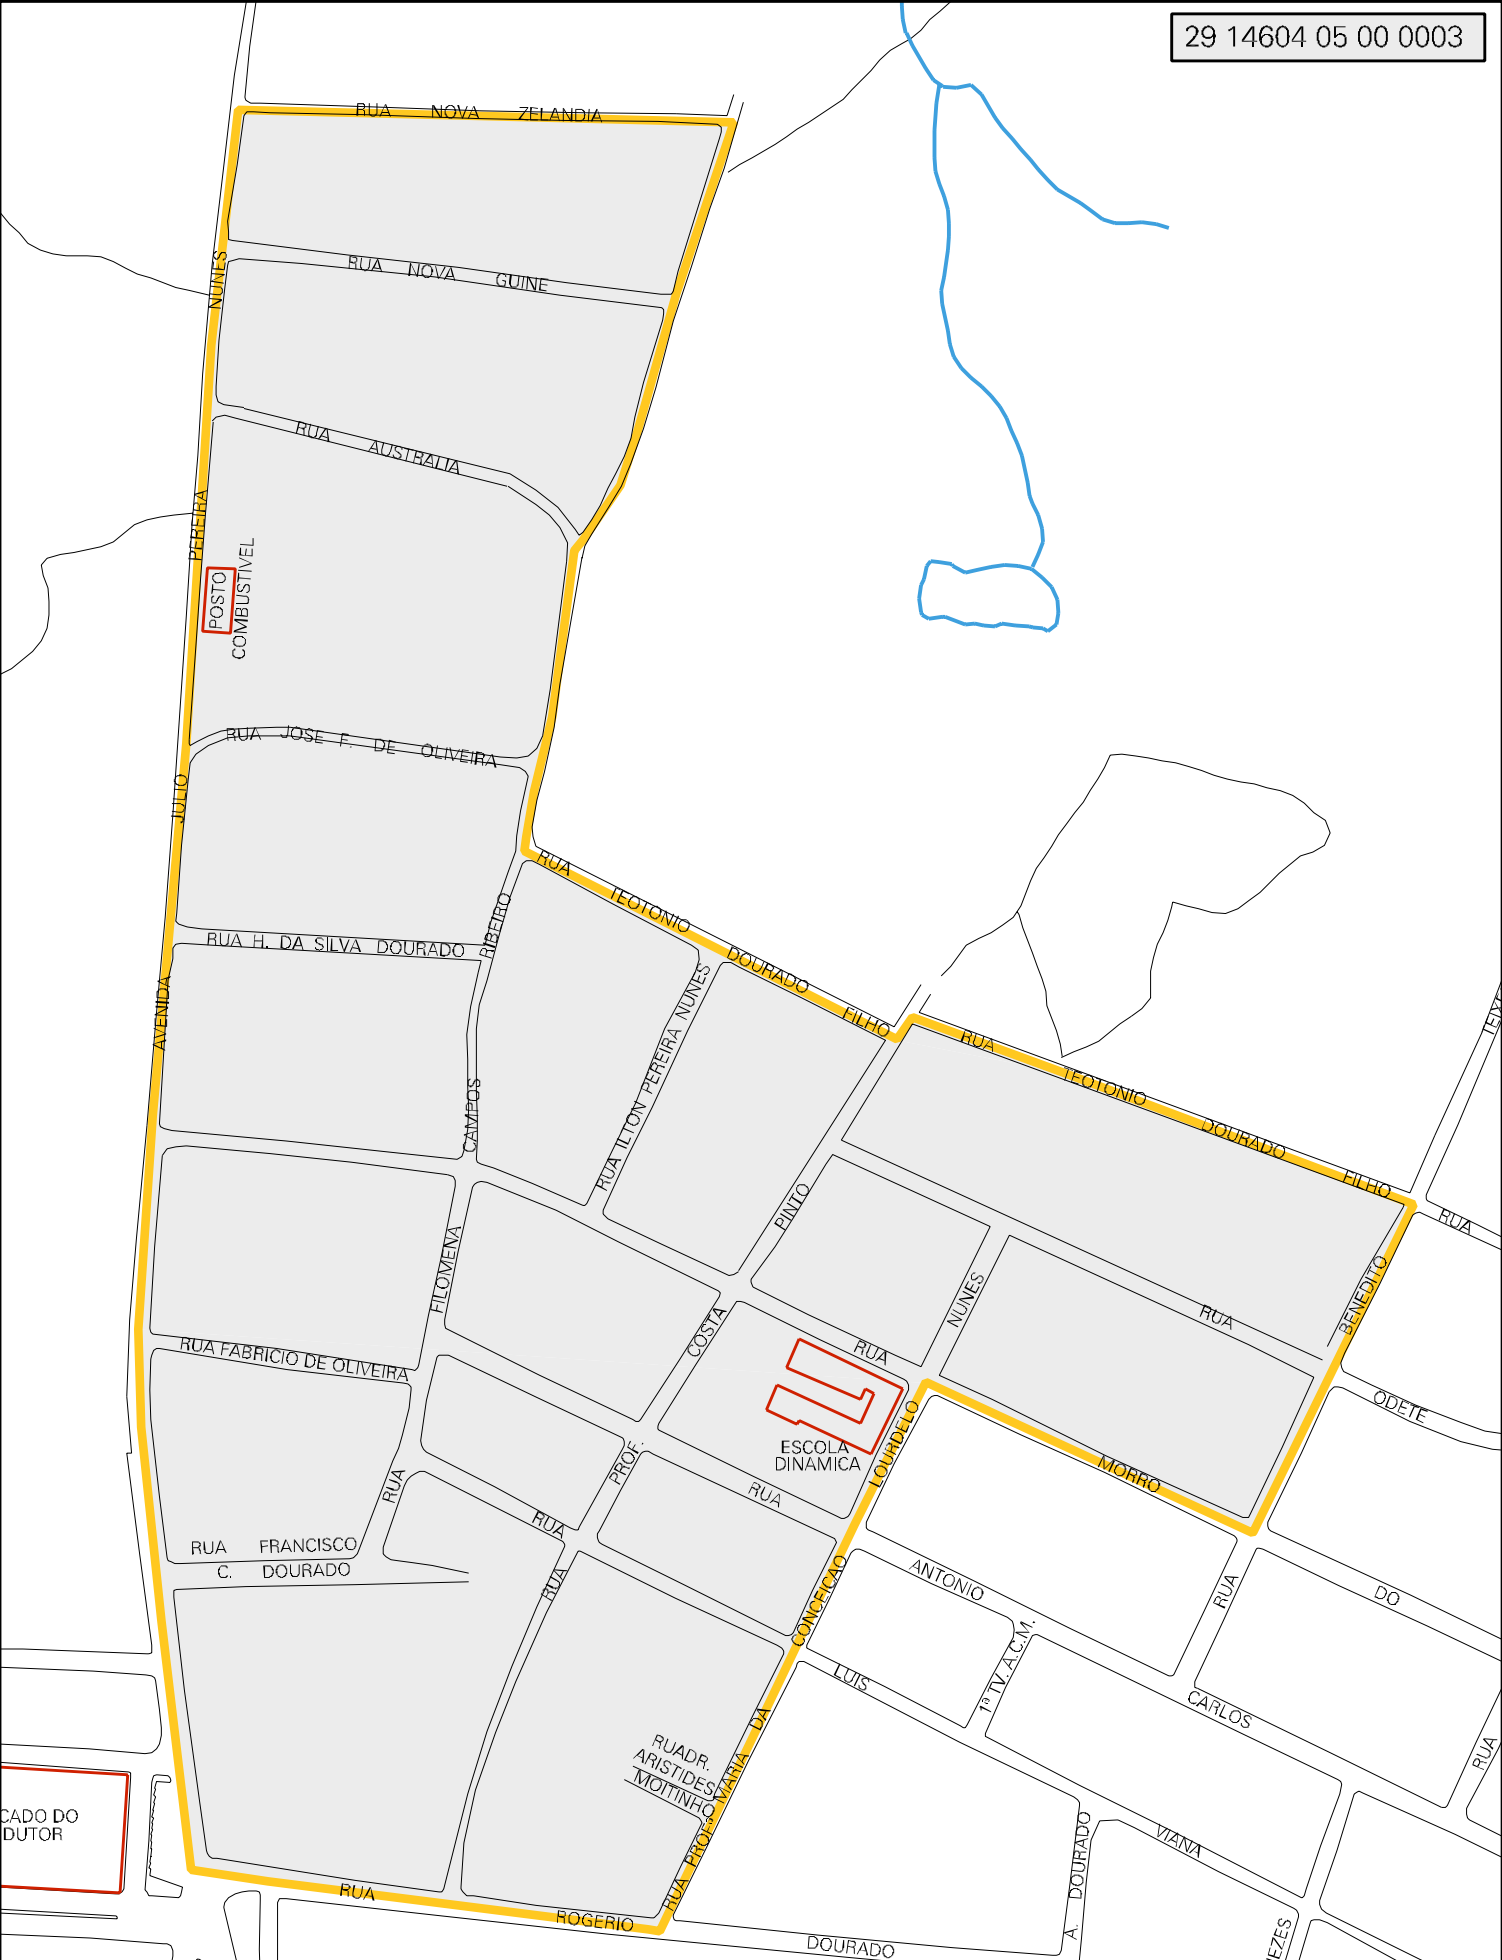 29 14604 05 00 0003
RUA NOVA ZELANDIA
RUA NOVA GUINE
RUA AUSTRALIA
POSTO
COMBUSTIVEL
AVENIDA JULIO PEREIRA NUNES
RUA JOSE F. DE OLIVEIRA
RUA TEOTONIO DOURADO FILHO
RUA H. DA SILVA DOURADO
RUA FILOMENA CAMPOS RIBEIRO
RUA ILTON PEREIRA NUNES
RUA TEOTONIO DOURADO FILHO
RUA PROF. COSTA PINTO
NUNES
RUA
BENEDITO
RUA
RUA
ODETE
RUA FABRICIO DE OLIVEIRA
ESCOLA
DINAMICA
RUA
RUA
MORRO
DO
RUA FRANCISCO
C. DOURADO
RUA PROFª MARIA DA CONCEICAO LOURDELO
ANTONIO
CARLOS
RUA
1ª TV. A.C.M.
LUIS
VIANA
RUADR.
ARISTIDES
MOITINHO
A. DOURADO
RUA
CADO DO
DUTOR
RUA ROGERIO DOURADO